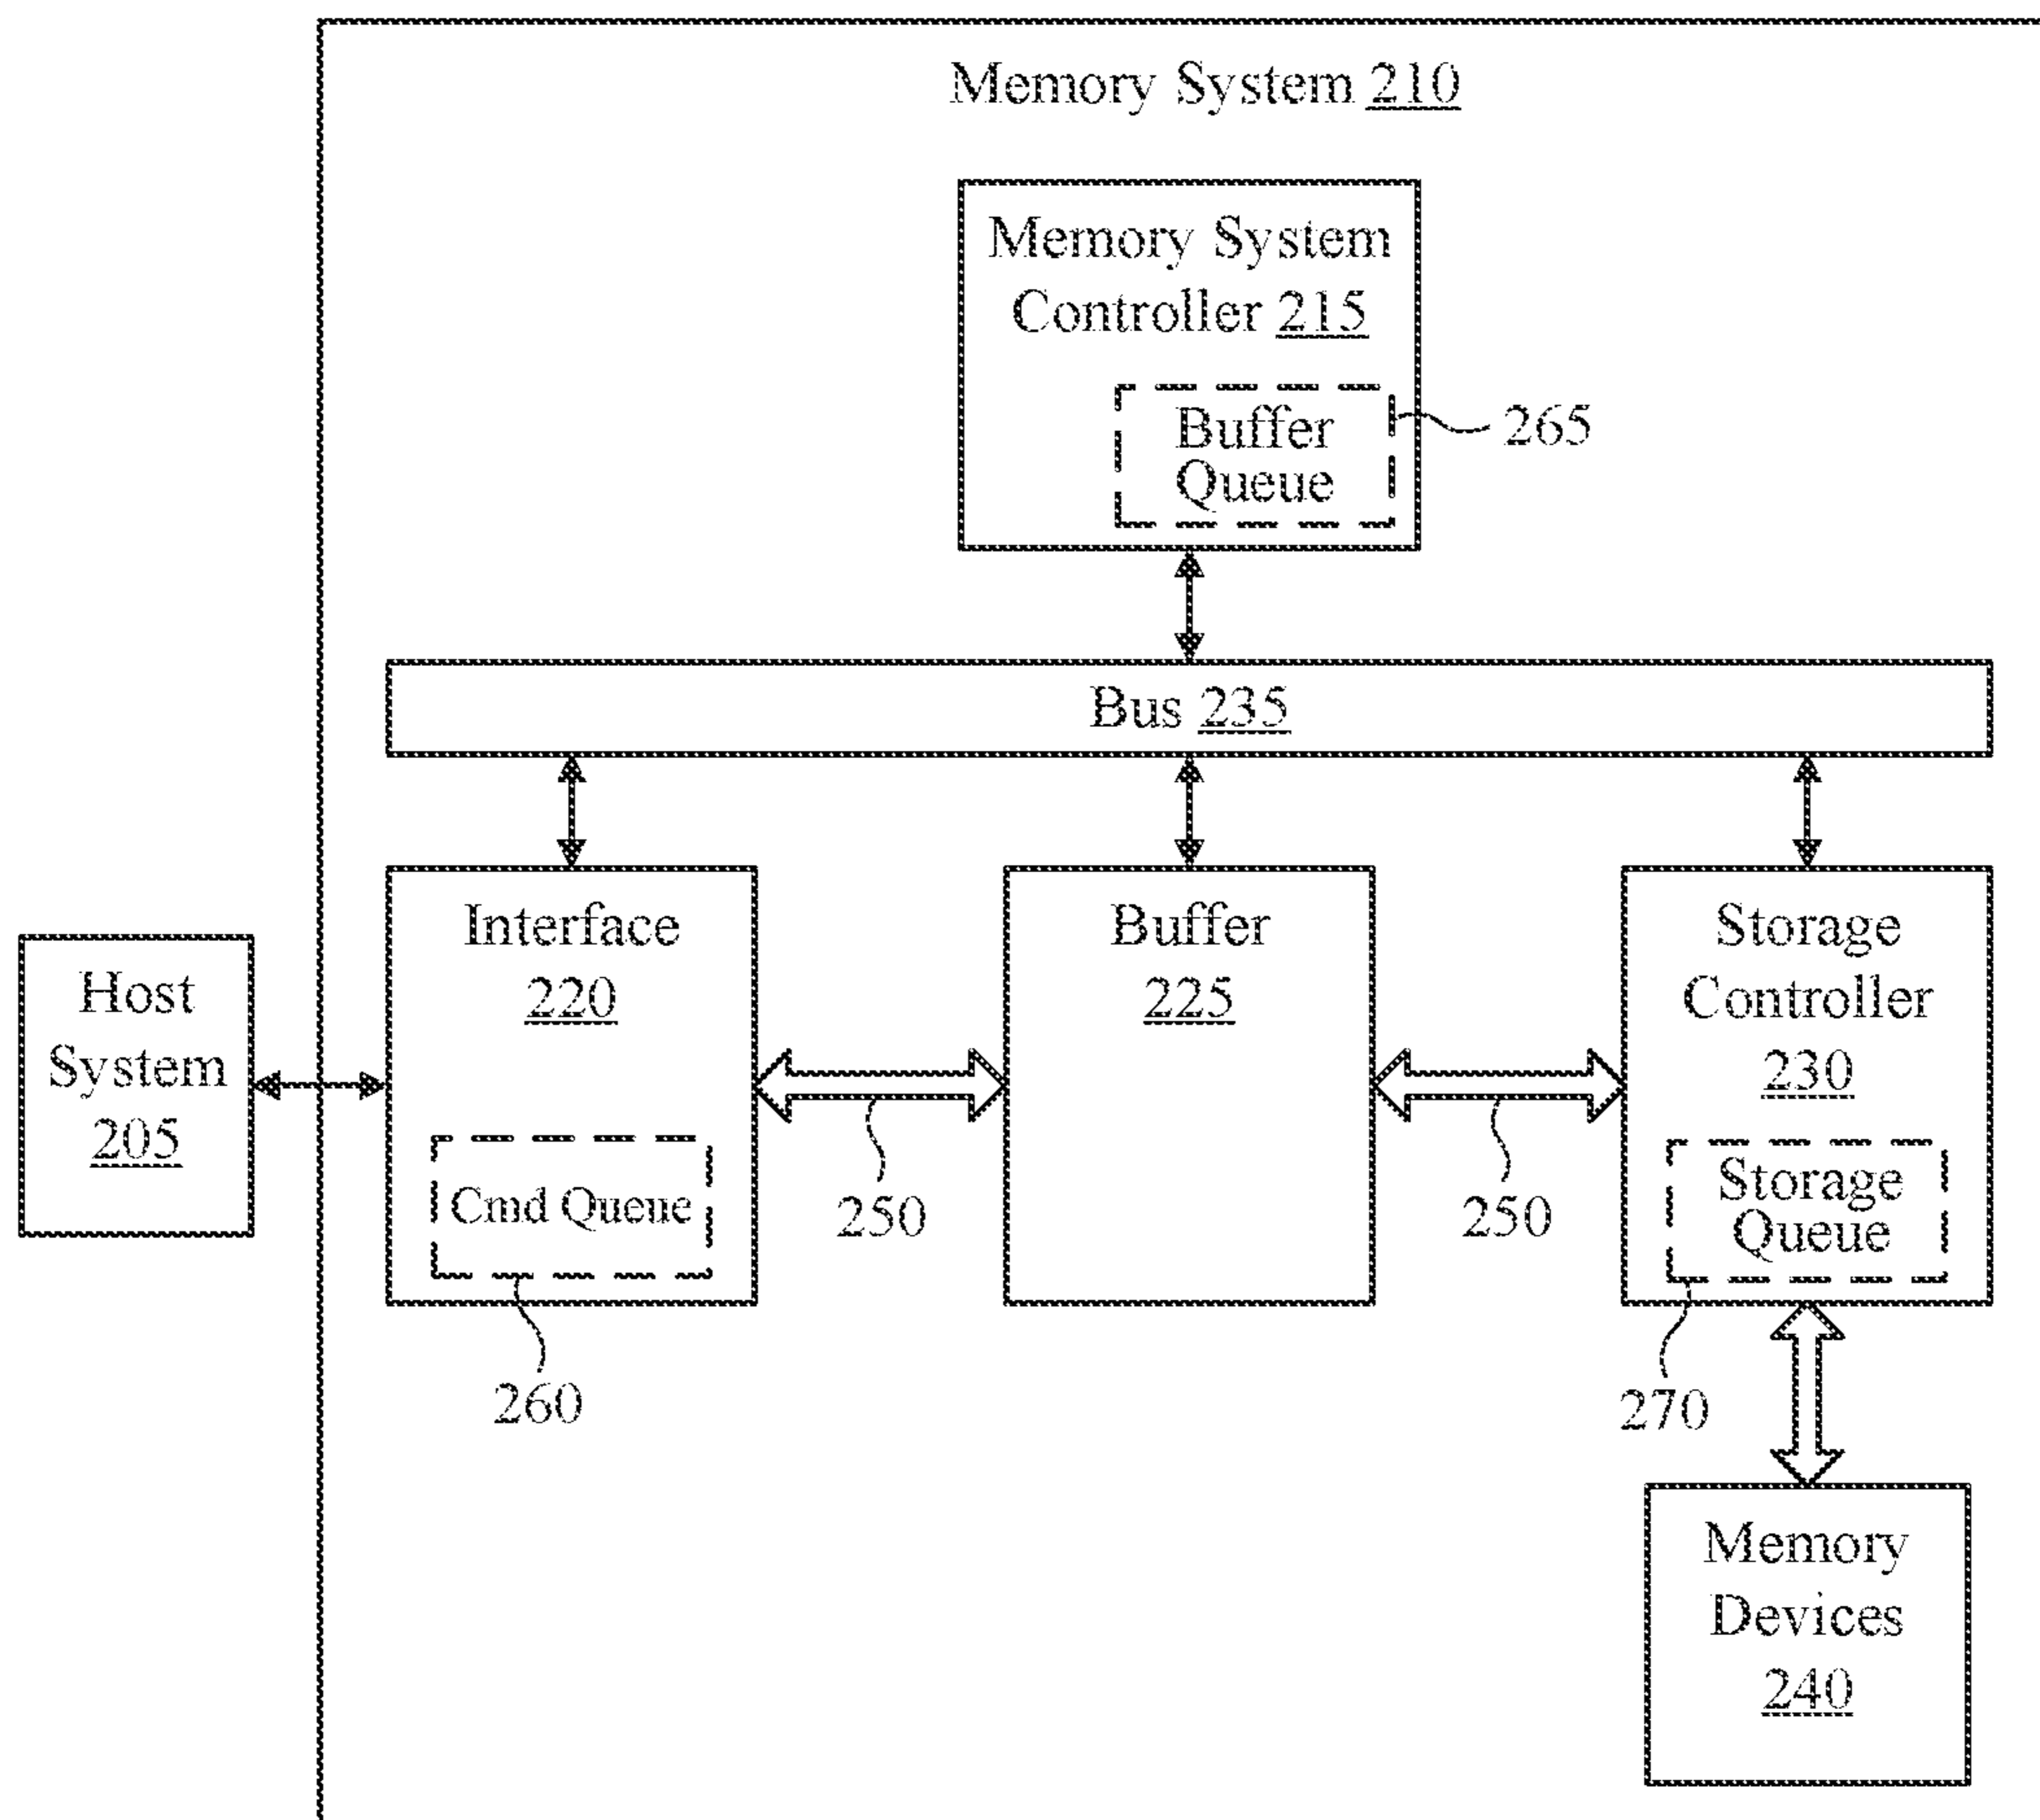 Memory System 210
Memory System
Controller 215
Buffer
Queue
265
Bus 235
Host
System
205
Interface
220
Cmd Queue
260
250
Buffer
225
250
Storage
Controller
230
Storage
Queue
270
Memory
Devices
240